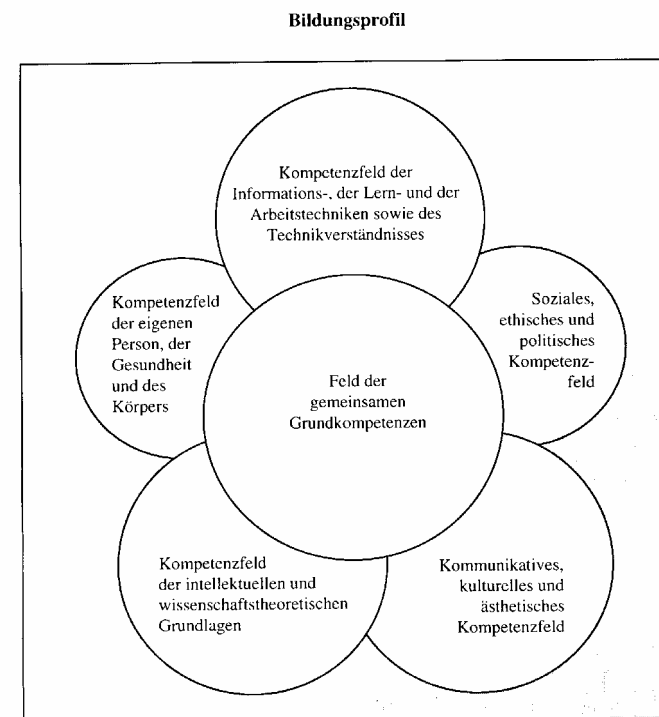 Bildungsprofil
Kompetenzfeld der
Informations-, der Lern- und der
Arbeitstechniken sowie des
Technikverständnisses
Kompetenzfeld
der eigenen
Person, der
Gesundheit
und des
Körpers
Soziales,
ethisches und
politisches
Kompetenz-
feld
Feld der
gemeinsamen
Grundkompetenzen
Kompetenzfeld
der intellektuellen und
wissenschaftstheoretischen
Grundlagen
Kommunikatives,
kulturelles und
ästhetisches
Kompetenzfeld